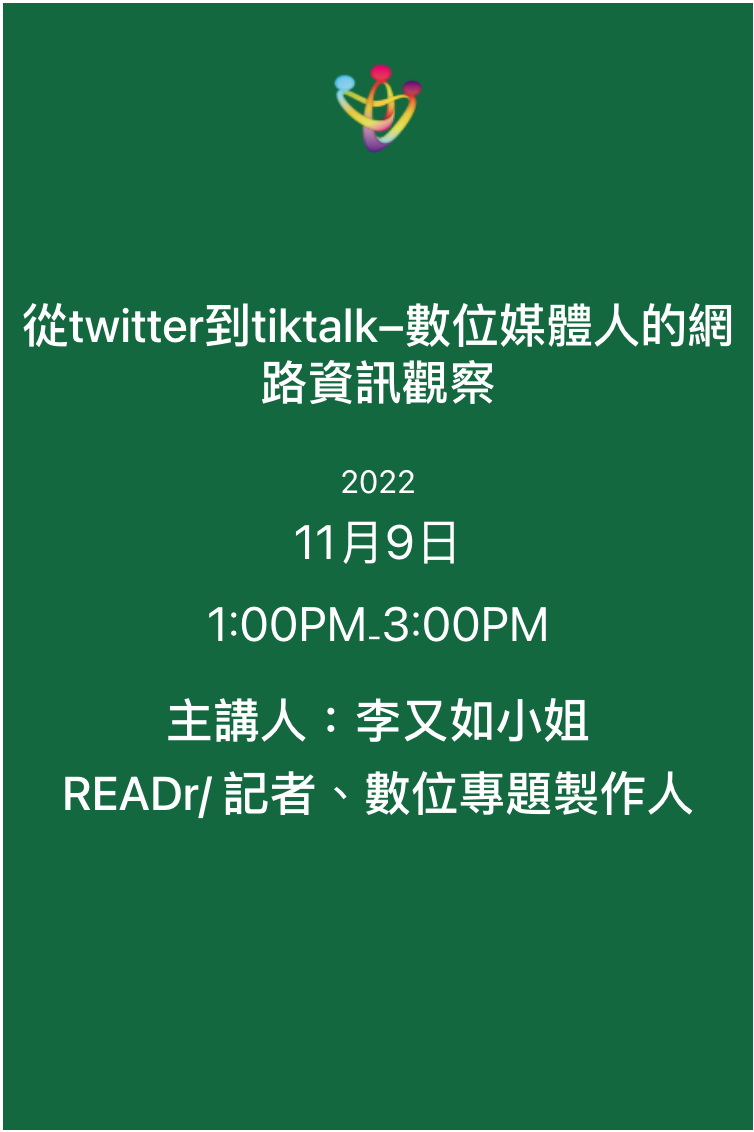 從twitter到tiktalk–數位媒體人的網
路資訊觀察
2022
11月9日
1:00PM-3:00PM
主講人：李又如小姐
READr/ 記者、數位專題製作人